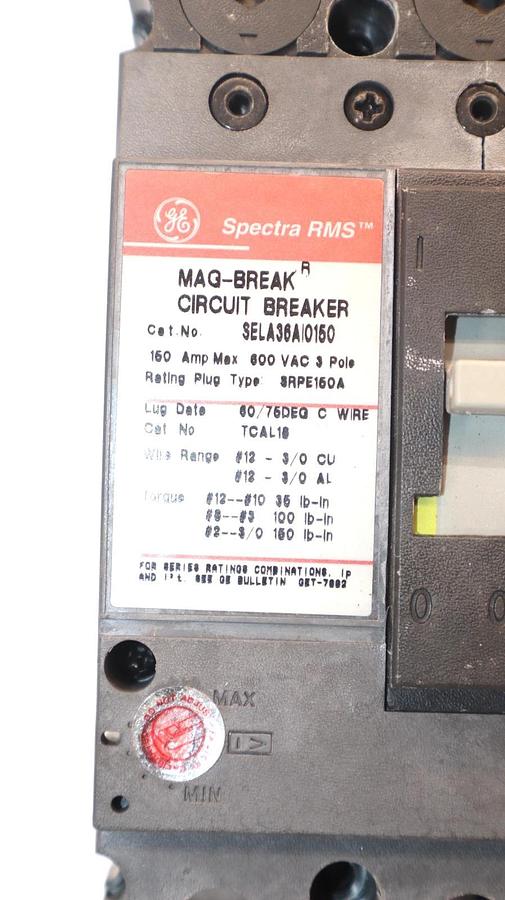 GE Spectra RMS™
MAG-BREAK R
CIRCUIT BREAKER
Cat.No. SELA36AI0150
150 Amp Max 600 VAC 3 Pole
Rating Plug Type SRPE150A
Lug Data 60/75DEG C WIRE
Cat No TCAL18
Wire Range #12 - 3/0 CU
#12 - 3/0 AL
Torque #12--#10 35 lb-in
#8--#3 100 lb-in
#2--3/0 150 lb-in
FOR SERIES RATINGS COMBINATIONS, Ip
AND I²t, SEE GE BULLETIN GET-7002
I
0 0
MAX
I>
MIN